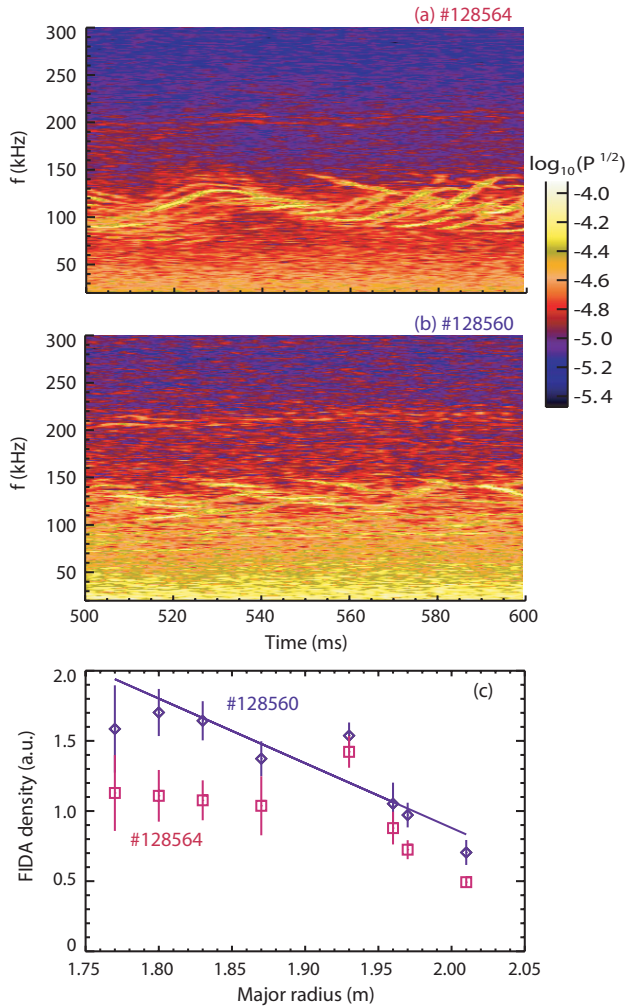 (a) #128564
300
250
200
150
100
50
f (kHz)
log10(P 1/2)
-4.0
-4.2
-4.4
-4.6
-4.8
-5.0
-5.2
-5.4
(b) #128560
300
250
200
150
100
50
f (kHz)
500 520 540 560 580 600
Time (ms)
2.0
1.5
1.0
0.5
0
FIDA density (a.u.)
(c)
#128560
#128564
1.75 1.80 1.85 1.90 1.95 2.00 2.05
Major radius (m)